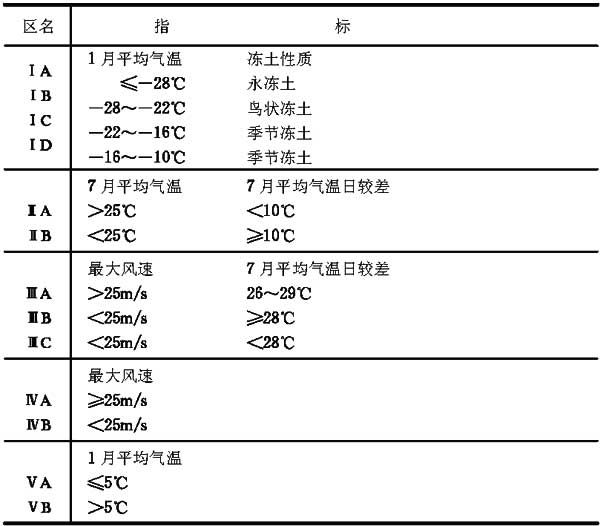 区名 指 标
1月平均气温 冻土性质
ⅠA ≤-28℃ 永冻土
ⅠB -28～-22℃ 鸟状冻土
ⅠC -22～-16℃ 季节冻土
ⅠD -16～-10℃ 季节冻土
7月平均气温 7月平均气温日较差
ⅡA >25℃ <10℃
ⅡB <25℃ ≥10℃
最大风速 7月平均气温日较差
ⅢA >25m/s 26～29℃
ⅢB <25m/s ≥28℃
ⅢC <25m/s <28℃
最大风速
ⅣA ≥25m/s
ⅣB <25m/s
1月平均气温
ⅤA ≤5℃
ⅤB >5℃